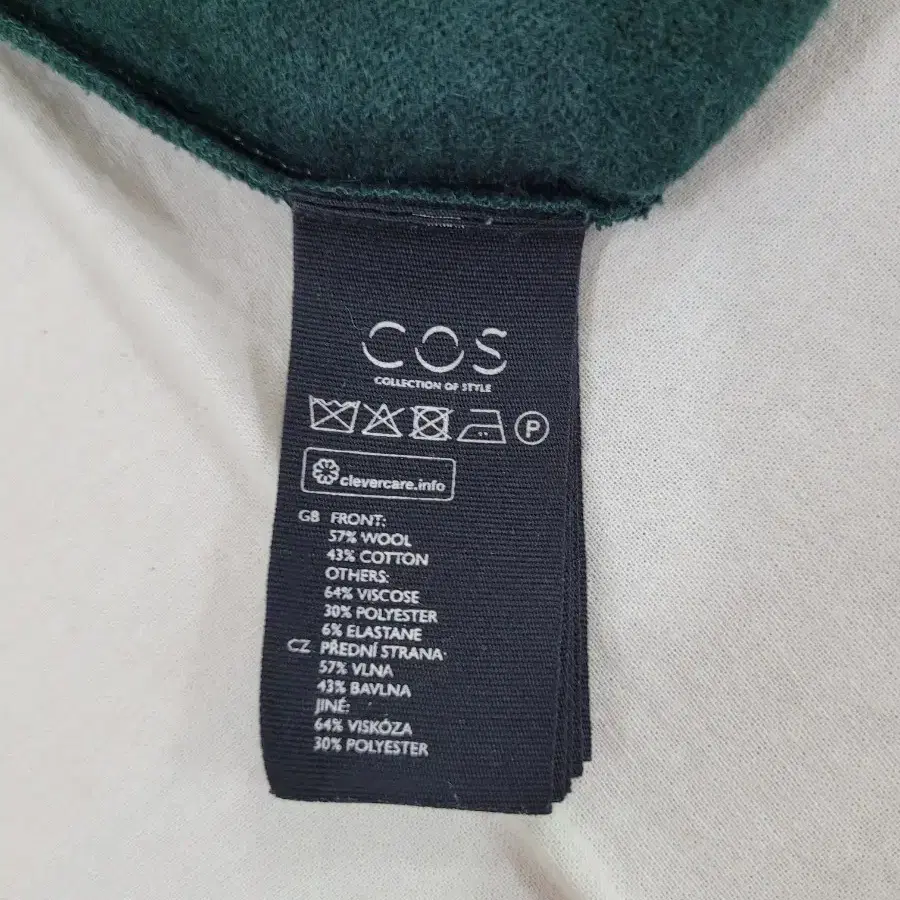 COS
COLLECTION OF STYLE
P
clevercare.info
GB FRONT:
57% WOOL
43% COTTON
OTHERS:
64% VISCOSE
30% POLYESTER
6% ELASTANE
CZ PŘEDNÍ STRANA:
57% VLNA
43% BAVLNA
JINÉ:
64% VISKÓZA
30% POLYESTER